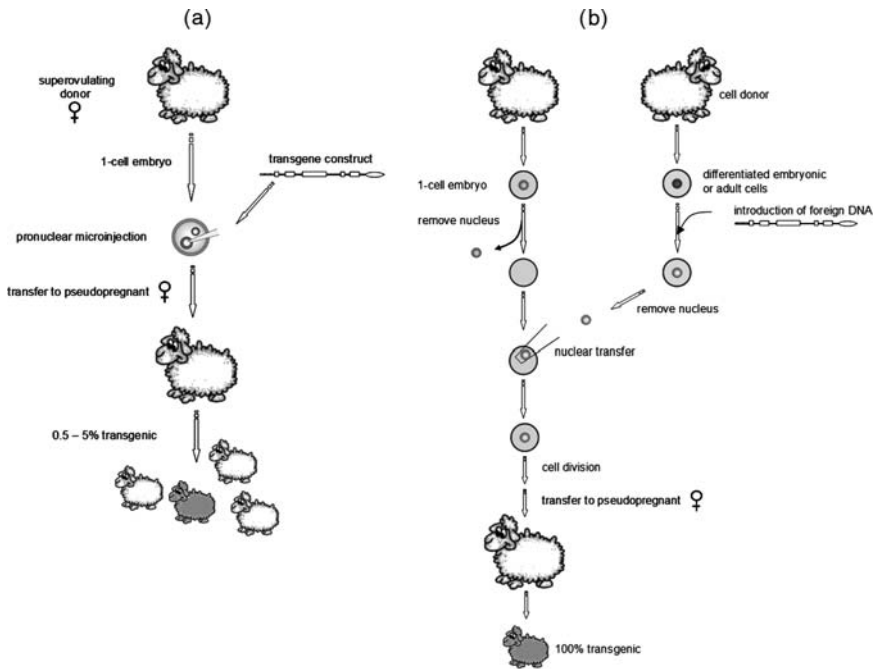 (a)
superovulating
donor
♀
1-cell embryo
transgene construct
pronuclear microinjection
transfer to pseudopregnant ♀
0.5 – 5% transgenic
(b)
cell donor
1-cell embryo
differentiated embryonic
or adult cells
remove nucleus
introduction of foreign DNA
remove nucleus
nuclear transfer
cell division
transfer to pseudopregnant ♀
100% transgenic